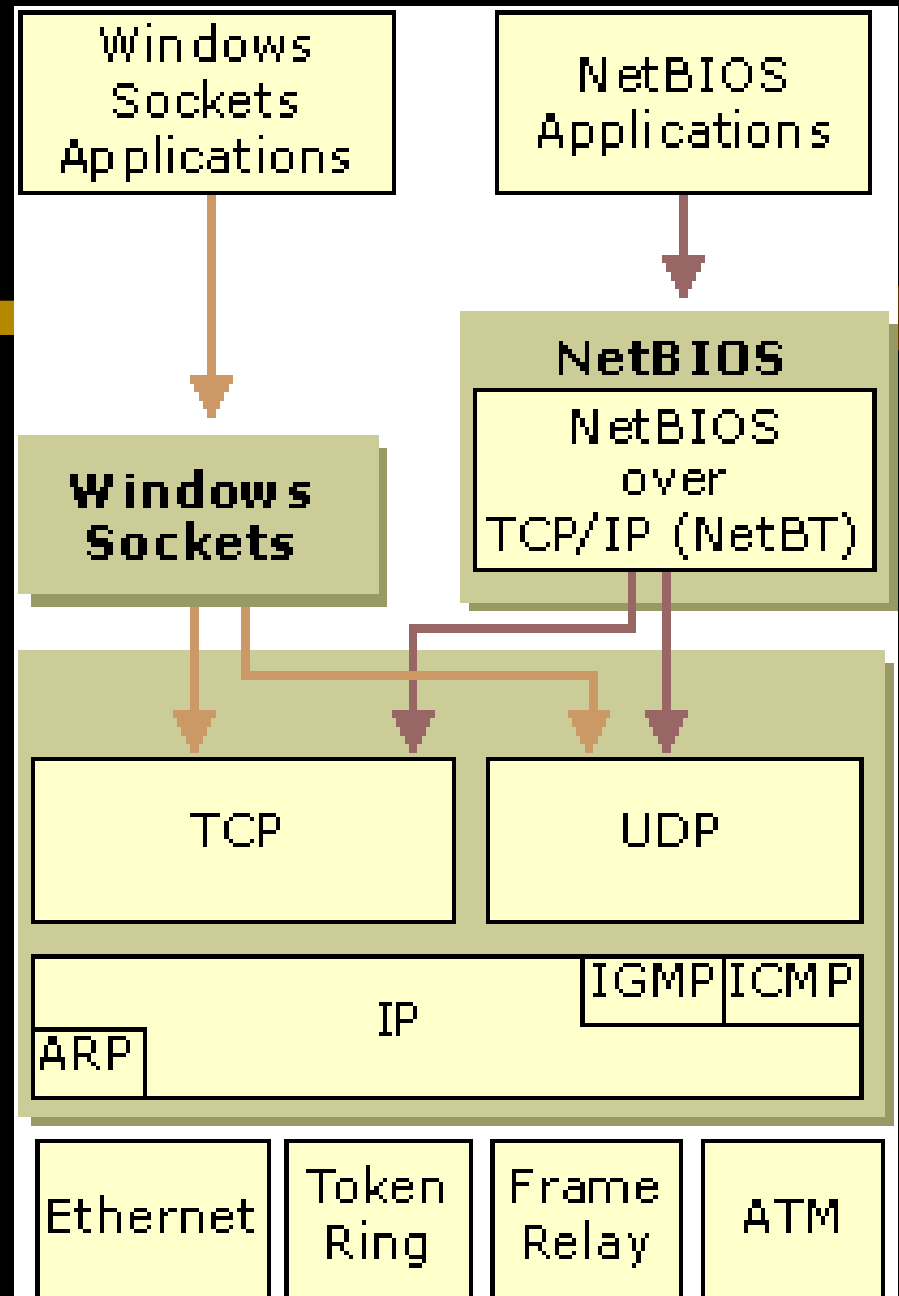 Windows
Sockets
Applications
NetBIOS
Applications
NetBIOS
NetBIOS
over
TCP/IP (NetBT)
Windows
Sockets
TCP
UDP
IP
IGMP
ICMP
ARP
Ethernet
Token
Ring
Frame
Relay
ATM